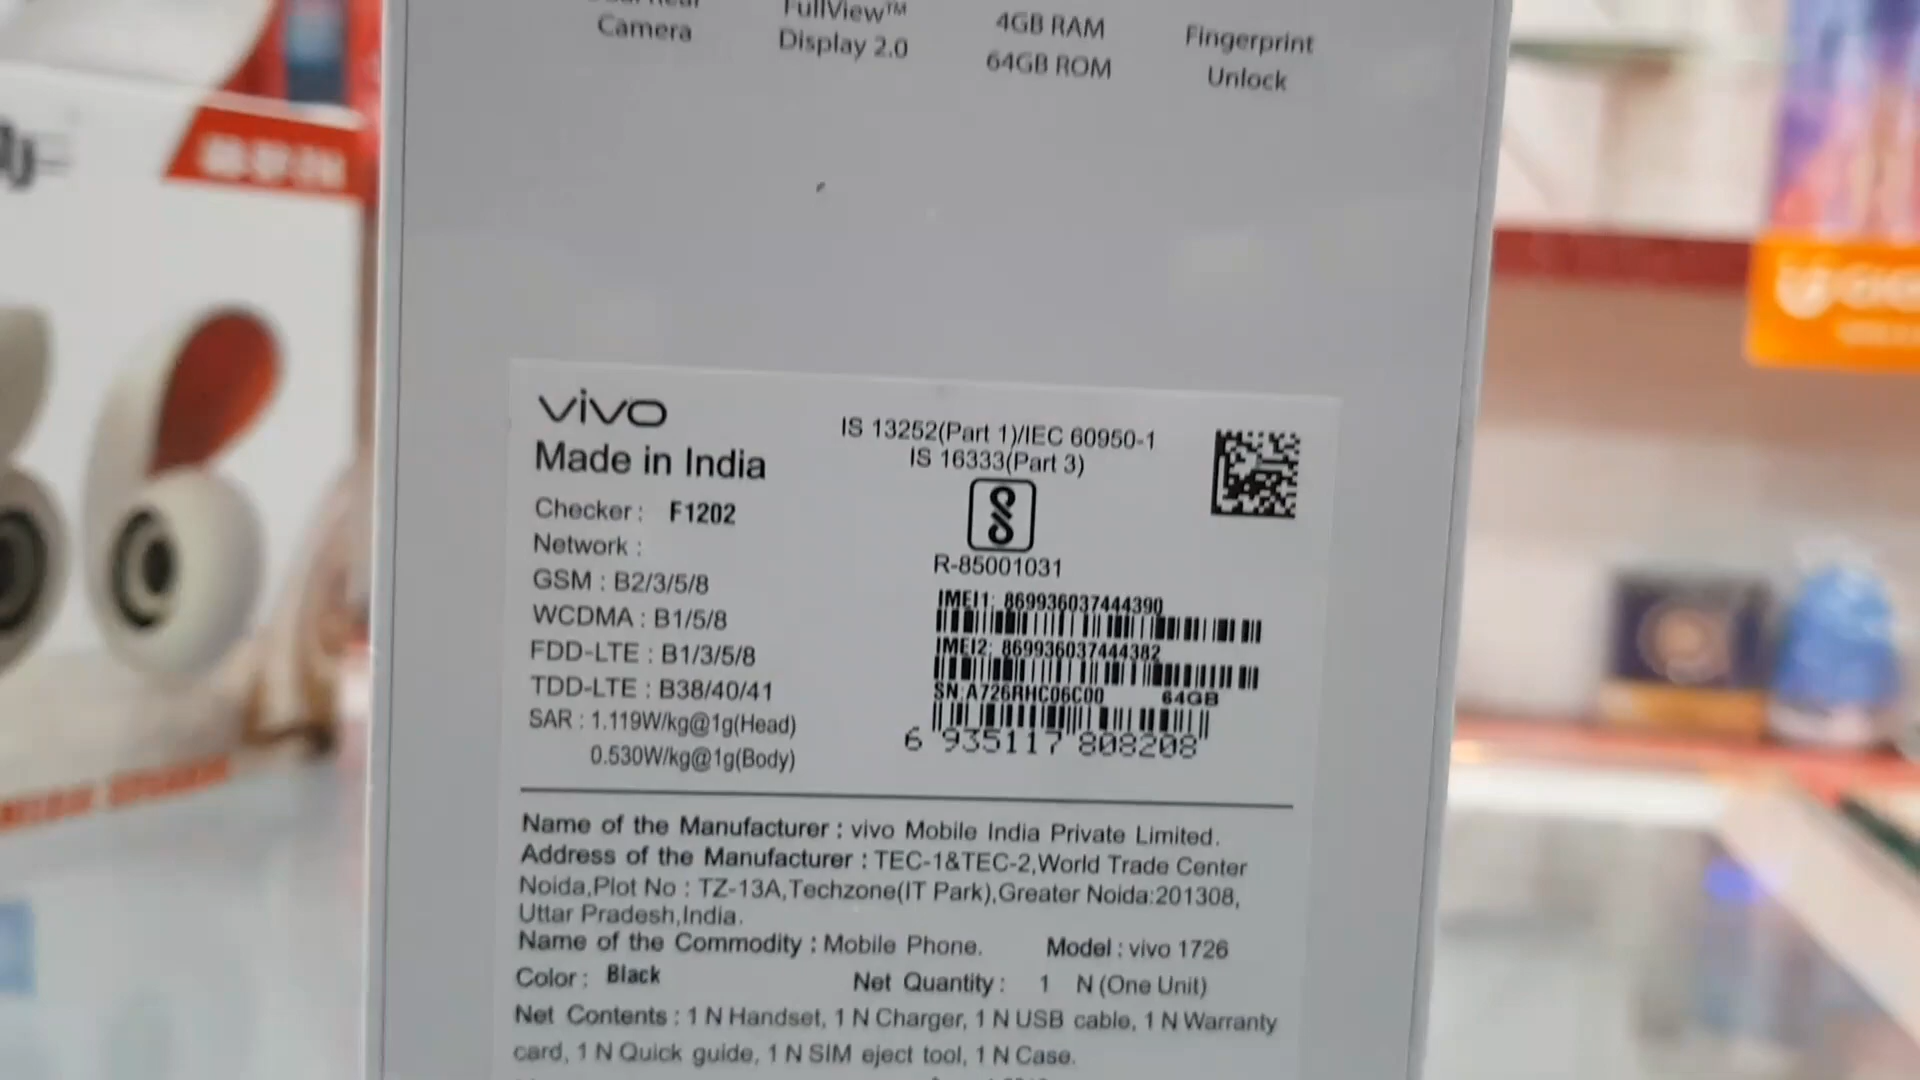 Camera
FullView™
Display 2.0
4GB RAM
64GB ROM
Fingerprint
Unlock
vivo
Made in India
IS 13252(Part 1)/IEC 60950-1
IS 16333(Part 3)
R-85001031
Checker : F1202
Network :
GSM : B2/3/5/8
WCDMA : B1/5/8
FDD-LTE : B1/3/5/8
TDD-LTE : B38/40/41
SAR : 1.119W/kg@1g(Head)
0.530W/kg@1g(Body)
IMEI1: 869936037444390
IMEI2: 869936037444382
SN:A726RHC06C00 64GB
6 935117 808208
Name of the Manufacturer : vivo Mobile India Private Limited.
Address of the Manufacturer : TEC-1&TEC-2,World Trade Center
Noida,Plot No : TZ-13A,Techzone(IT Park),Greater Noida:201308,
Uttar Pradesh,India.
Name of the Commodity : Mobile Phone. Model : vivo 1726
Color : Black Net Quantity : 1 N (One Unit)
Net Contents : 1 N Handset, 1 N Charger, 1 N USB cable, 1 N Warranty
card, 1 N Quick guide, 1 N SIM eject tool, 1 N Case.